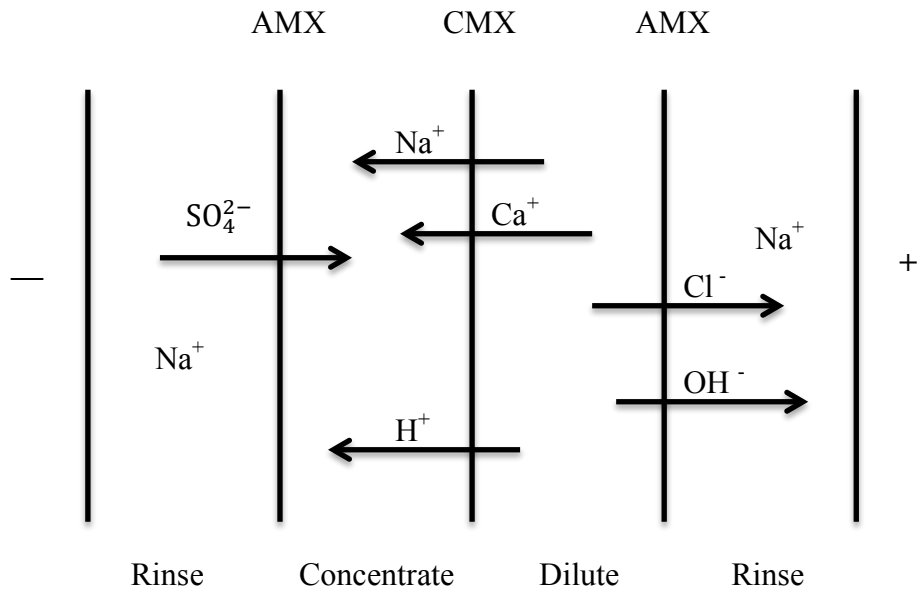 AMX CMX AMX
Na⁺
SO₄²⁻ Ca⁺ Na⁺
— +
Cl⁻
Na⁺
OH⁻
H⁺
Rinse Concentrate Dilute Rinse